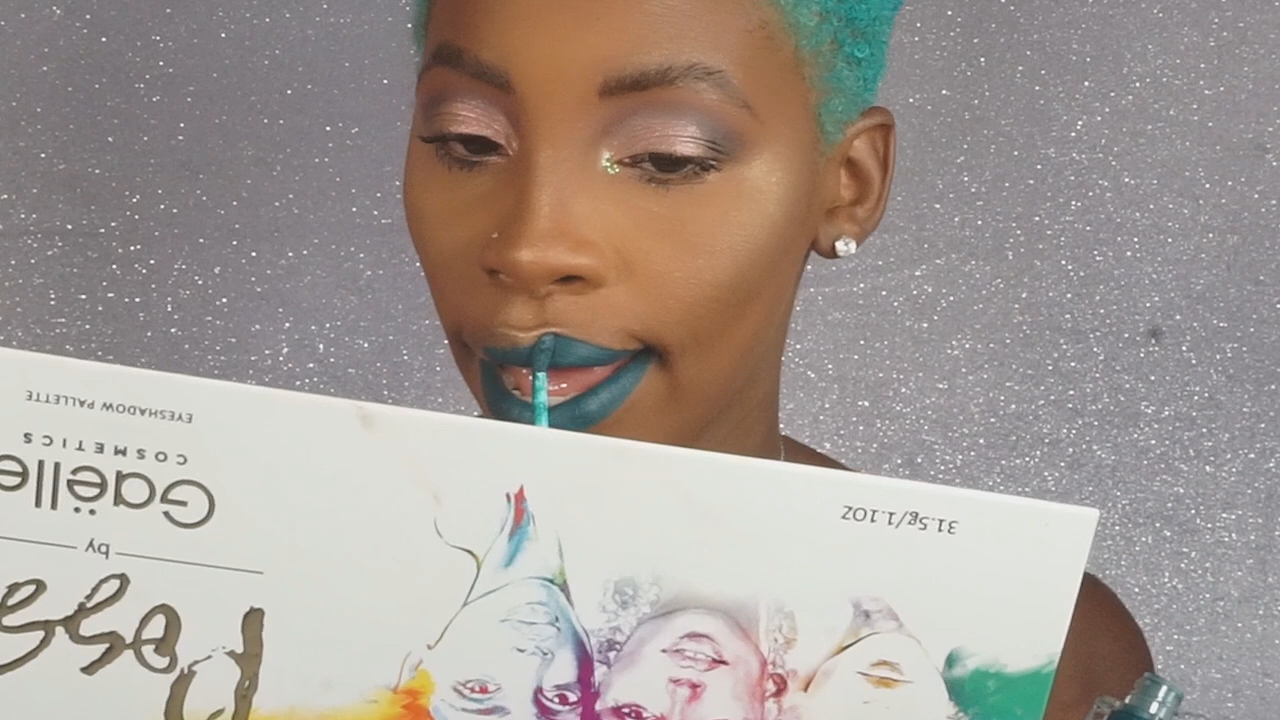 by
Gaëlle
COSMETICS
31.5g/1.1OZ
EYESHADOW PALLETTE